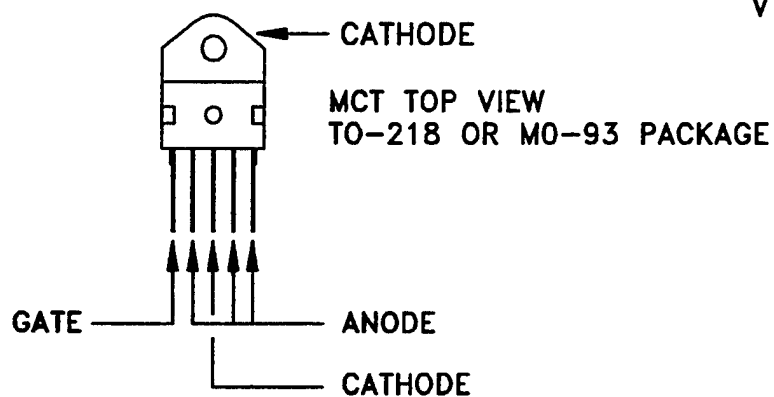 V
CATHODE
MCT TOP VIEW
TO-218 OR MO-93 PACKAGE
GATE
ANODE
CATHODE